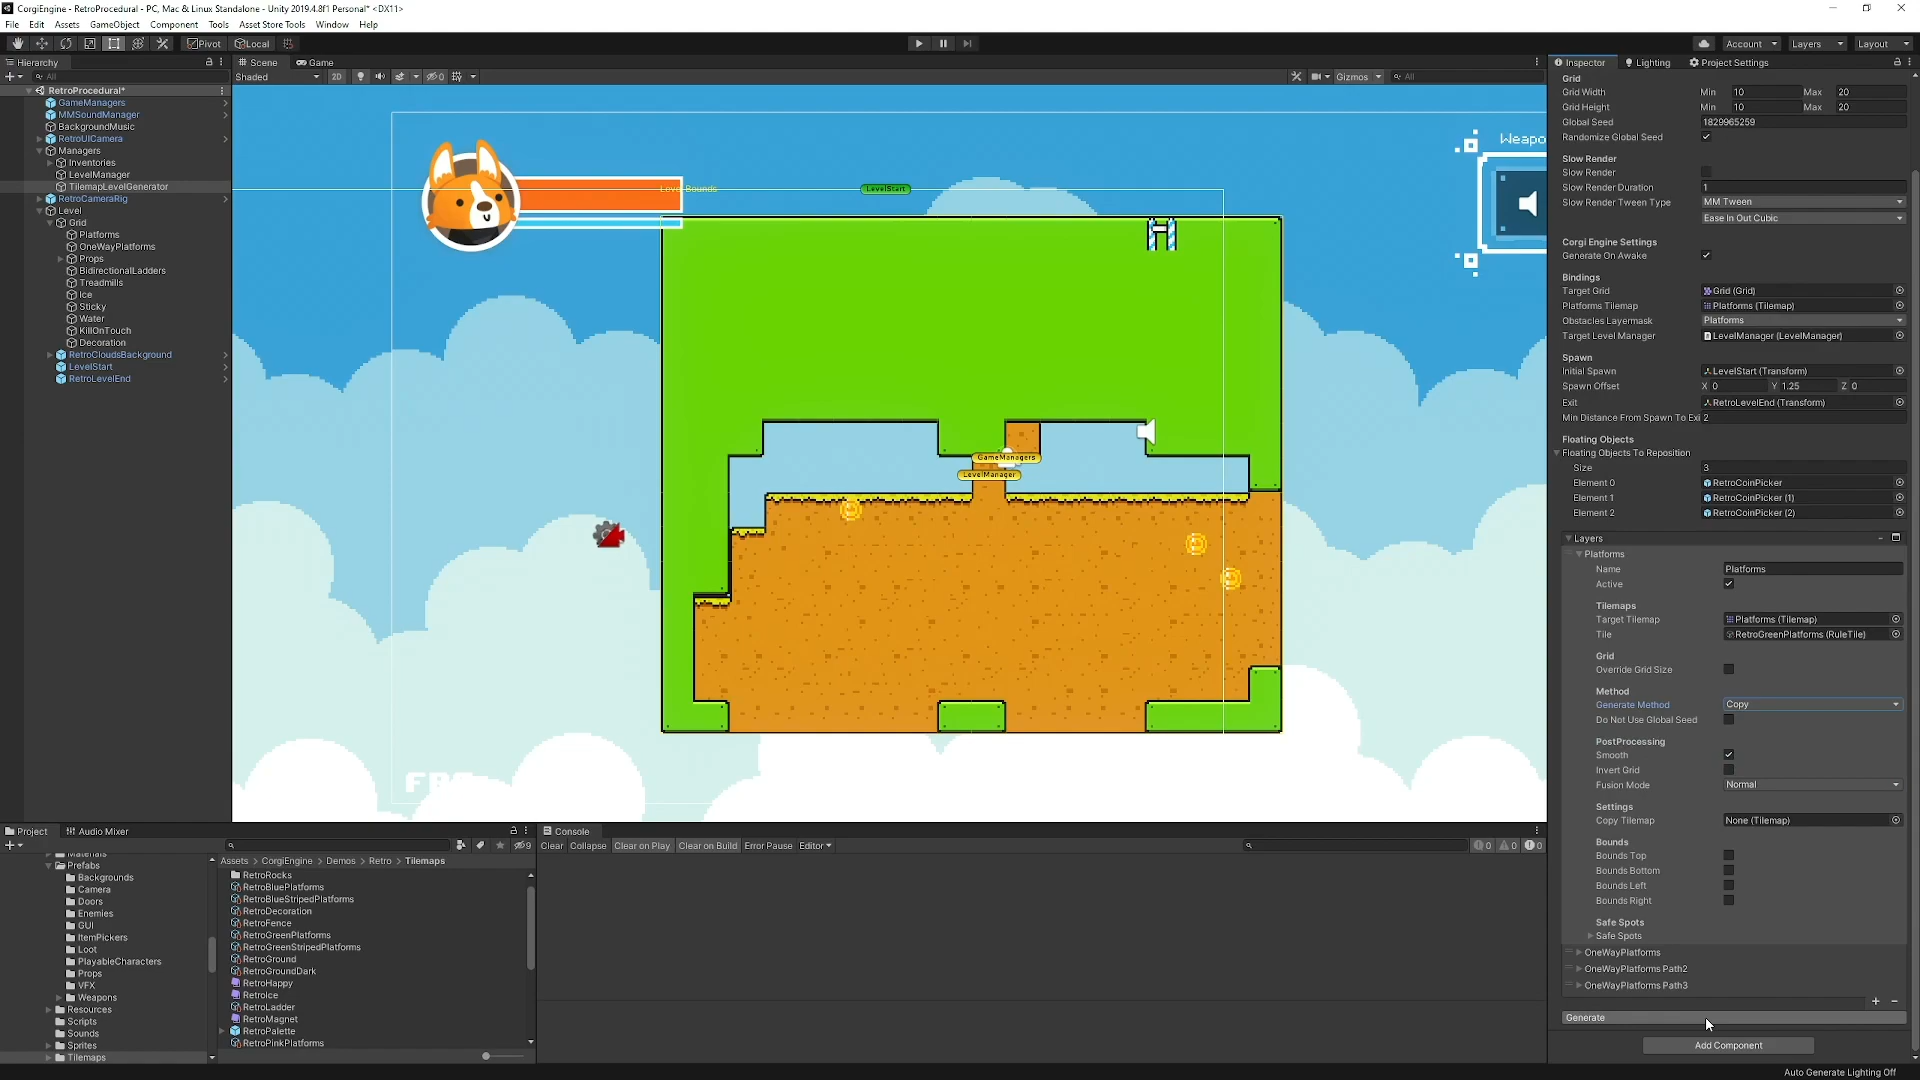 CorgiEngine - RetroProcedural - PC, Mac & Linux Standalone - Unity 2019.4.8f1 Personal* <DX11>
File Edit Assets GameObject Component Tools Asset Store Tools Window Help
Pivot Local Account Layers Layout
Hierarchy
All
RetroProcedural*
GameManagers
MMSoundManager
BackgroundMusic
RetroUICamera
Managers
Inventories
LevelManager
TilemapLevelGenerator
RetroCameraRig
Level
Grid
Platforms
OneWayPlatforms
Props
BidirectionalLadders
Treadmills
Ice
Sticky
Water
KillOnTouch
Decoration
RetroCloudsBackground
LevelStart
RetroLevelEnd
Scene Game
Shaded 2D 0 Gizmos All
Level Bounds
LevelStart
Weapo
GameManagers
LevelManager
Inspector Lighting Project Settings
Grid
Grid Width Min 10 Max 20
Grid Height Min 10 Max 20
Global Seed 1829965259
Randomize Global Seed
Slow Render
Slow Render
Slow Render Duration 1
Slow Render Tween Type MM Tween
Ease In Out Cubic
Corgi Engine Settings
Generate On Awake
Bindings
Target Grid Grid (Grid)
Platforms Tilemap Platforms (Tilemap)
Obstacles Layermask Platforms
Target Level Manager LevelManager (LevelManager)
Spawn
Initial Spawn LevelStart (Transform)
Spawn Offset X 0 Y 1.25 Z 0
Exit RetroLevelEnd (Transform)
Min Distance From Spawn To Exi 2
Floating Objects
Floating Objects To Reposition
Size 3
Element 0 RetroCoinPicker
Element 1 RetroCoinPicker (1)
Element 2 RetroCoinPicker (2)
Layers
Platforms
Name Platforms
Active
Tilemaps
Target Tilemap Platforms (Tilemap)
Tile RetroGreenPlatforms (RuleTile)
Grid
Override Grid Size
Method
Generate Method Copy
Do Not Use Global Seed
PostProcessing
Smooth
Invert Grid
Fusion Mode Normal
Settings
Copy Tilemap None (Tilemap)
Bounds
Bounds Top
Bounds Bottom
Bounds Left
Bounds Right
Safe Spots
Safe Spots
OneWayPlatforms
OneWayPlatforms Path2
OneWayPlatforms Path3
Generate
Add Component
Auto Generate Lighting Off
Project Audio Mixer
9
Materials
Prefabs
Backgrounds
Camera
Doors
Enemies
GUI
ItemPickers
Loot
PlayableCharacters
Props
VFX
Weapons
Resources
Scripts
Sounds
Sprites
Tilemaps
Assets > CorgiEngine > Demos > Retro > Tilemaps
RetroRocks
RetroBluePlatforms
RetroBlueStripedPlatforms
RetroDecoration
RetroFence
RetroGreenPlatforms
RetroGreenStripedPlatforms
RetroGround
RetroGroundDark
RetroHappy
RetroIce
RetroLadder
RetroMagnet
RetroPalette
RetroPinkPlatforms
Console
Clear Collapse Clear on Play Clear on Build Error Pause Editor 0 0 0